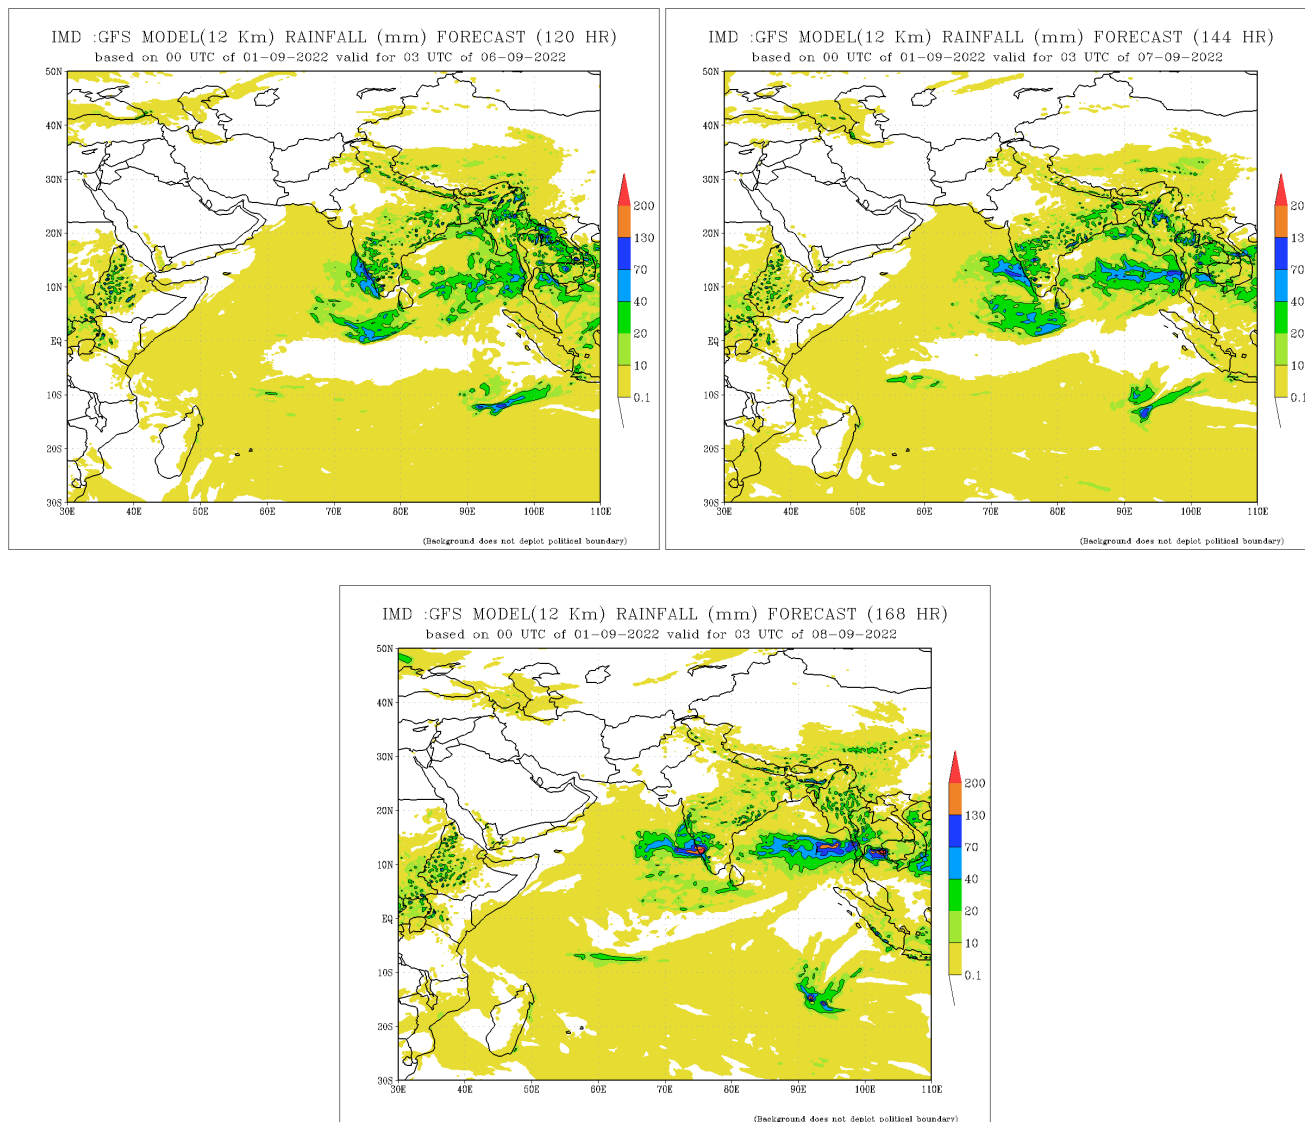 IMD :GFS MODEL(12 Km) RAINFALL (mm) FORECAST (120 HR)
based on 00 UTC of 01-09-2022 valid for 03 UTC of 06-09-2022
50N
40N
30N
20N
10N
EQ
10S
20S
30S
30E 40E 50E 60E 70E 80E 90E 100E 110E
200
130
70
40
20
10
0.1
(Background does not depict political boundary)
IMD :GFS MODEL(12 Km) RAINFALL (mm) FORECAST (144 HR)
based on 00 UTC of 01-09-2022 valid for 03 UTC of 07-09-2022
50N
40N
30N
20N
10N
EQ
10S
20S
30S
30E 40E 50E 60E 70E 80E 90E 100E 110E
200
130
70
40
20
10
0.1
(Background does not depict political boundary)
IMD :GFS MODEL(12 Km) RAINFALL (mm) FORECAST (168 HR)
based on 00 UTC of 01-09-2022 valid for 03 UTC of 08-09-2022
50N
40N
30N
20N
10N
EQ
10S
20S
30S
30E 40E 50E 60E 70E 80E 90E 100E 110E
200
130
70
40
20
10
0.1
(Background does not depict political boundary)